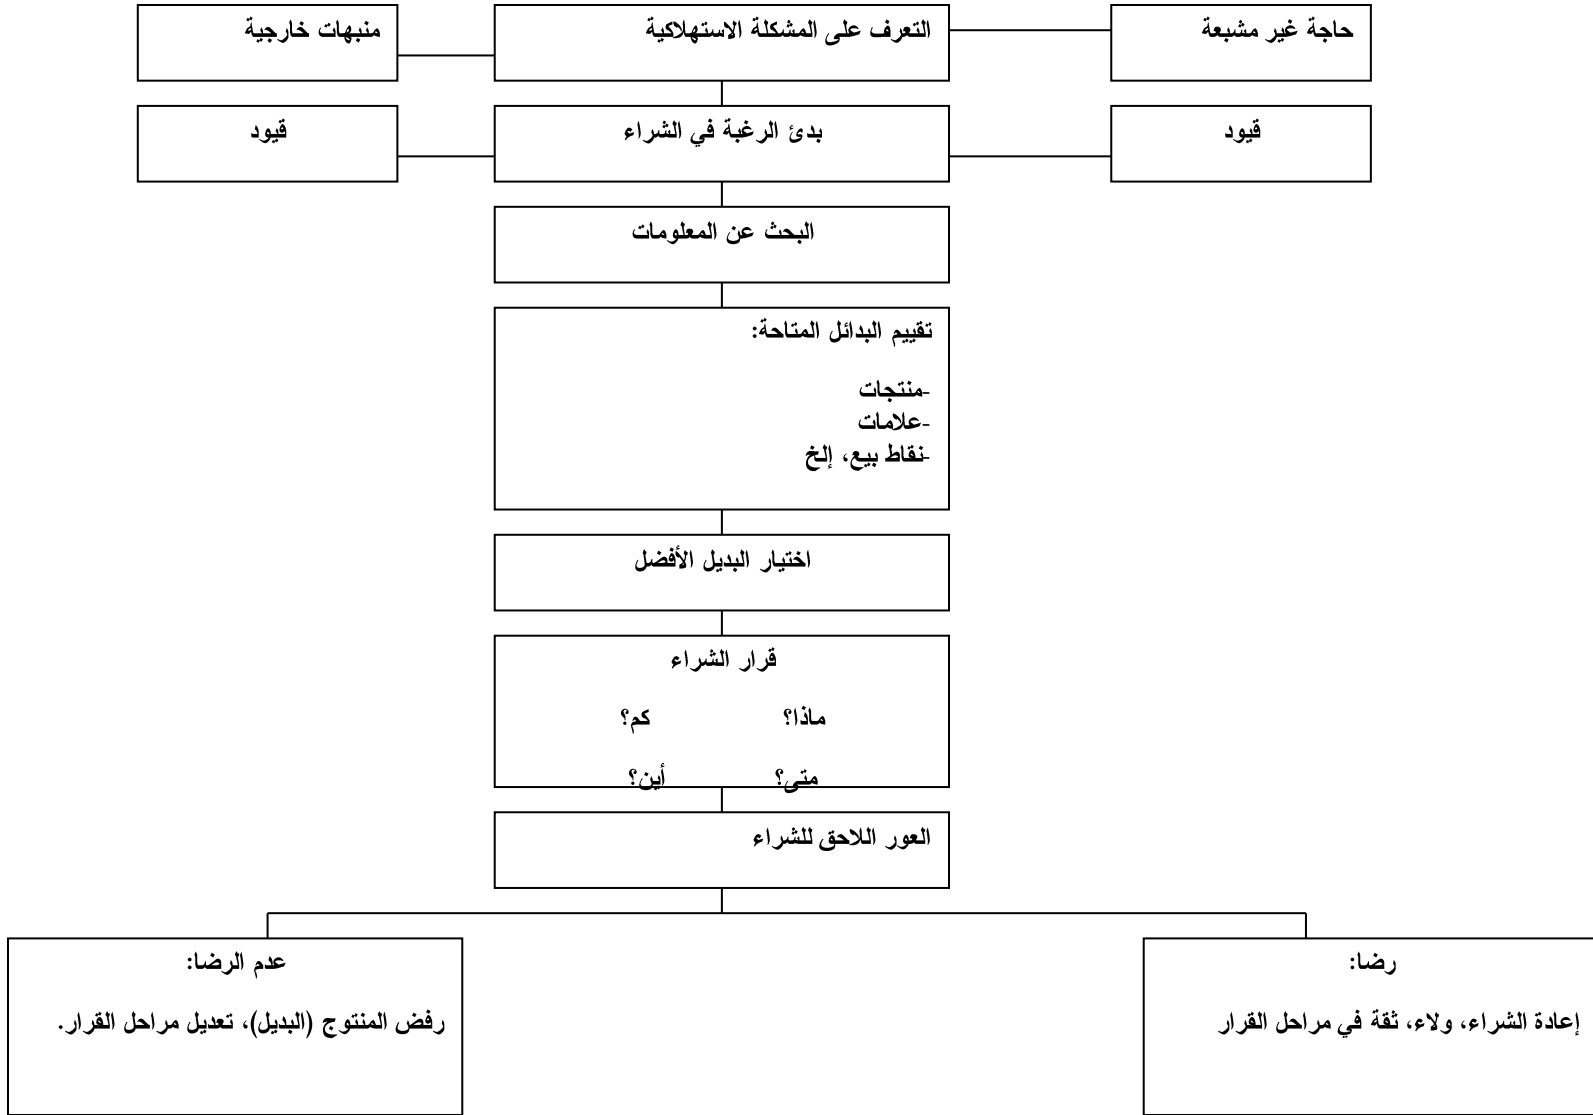 حاجة غير مشبعة
التعرف على المشكلة الاستهلاكية
منبهات خارجية
قيود
بدئ الرغبة في الشراء
قيود
البحث عن المعلومات
تقييم البدائل المتاحة:
-منتجات
-علامات
-نقاط بيع، إلخ
اختيار البديل الأفضل
قرار الشراء
ماذا؟ كم؟
متى؟ أين؟
العور اللاحق للشراء
رضا:
إعادة الشراء، ولاء، ثقة في مراحل القرار
عدم الرضا:
رفض المنتوج (البديل)، تعديل مراحل القرار.